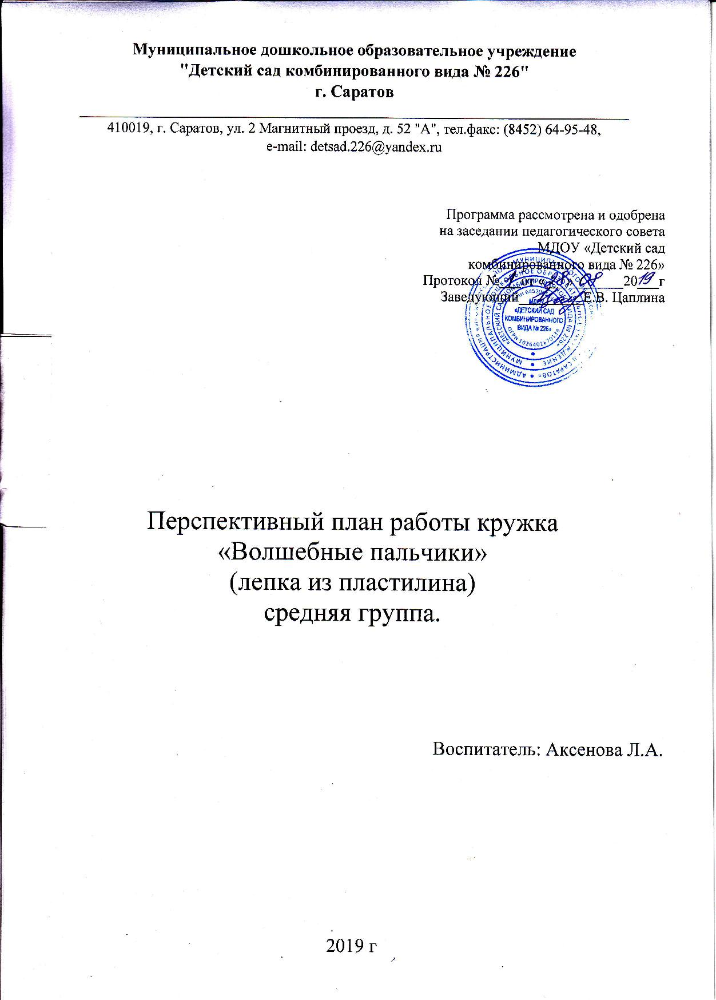 Муниципальное дошкольное образовательное учреждение
"Детский сад комбинированного вида № 226"
г. Саратов
410019, г. Саратов, ул. 2 Магнитный проезд, д. 52 "А", тел.факс: (8452) 64-95-48,
e-mail: detsad.226@yandex.ru
Программа рассмотрена и одобрена
на заседании педагогического совета
МДОУ «Детский сад
комбинированного вида № 226»
Протокол № 1 от «28» 08 2019 г
Заведующий Е.В. Цаплина
МДОУ
«ДЕТСКИЙ САД
КОМБИНИРОВАННОГО
ВИДА № 226»
ОГРН 1026402670139
Перспективный план работы кружка
«Волшебные пальчики»
(лепка из пластилина)
средняя группа.
Воспитатель: Аксенова Л.А.
2019 г